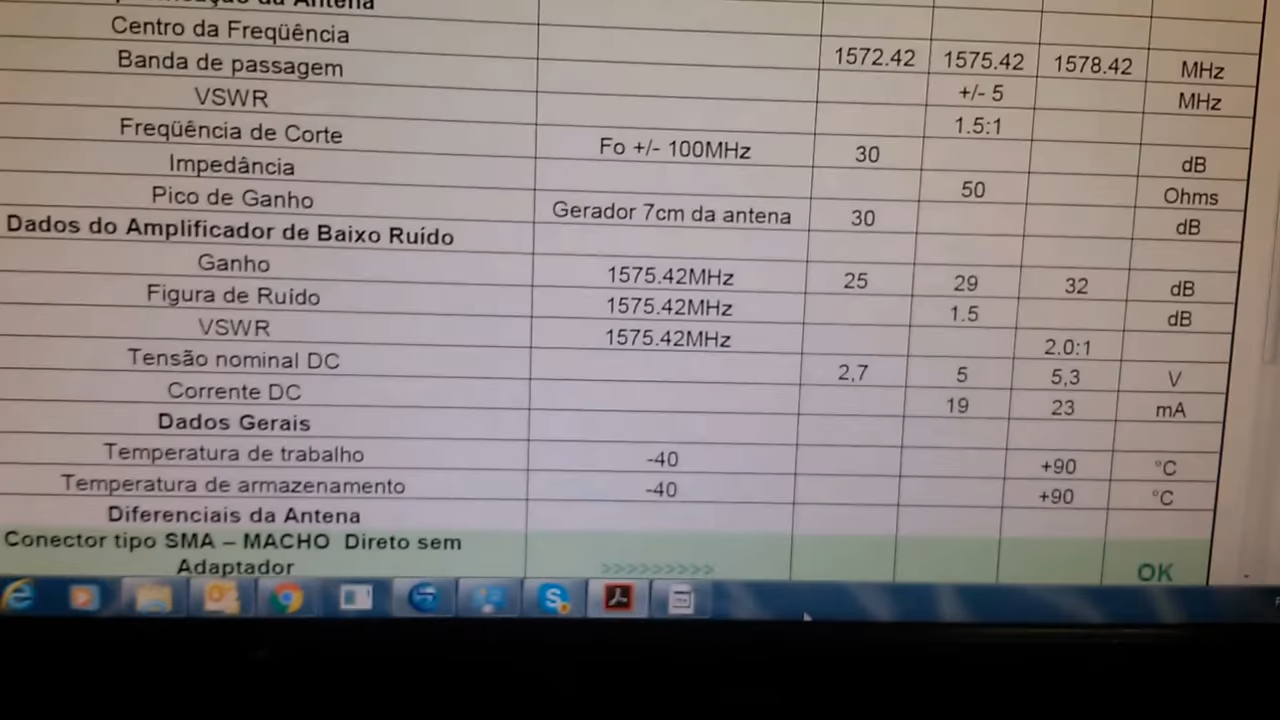 da Antena
Centro da Freqüência 1572.42 1575.42 1578.42 MHz
Banda de passagem +/- 5 MHz
VSWR 1.5:1
Freqüência de Corte Fo +/- 100MHz 30 dB
Impedância 50 Ohms
Pico de Ganho Gerador 7cm da antena 30 dB
Dados do Amplificador de Baixo Ruído
Ganho 1575.42MHz 25 29 32 dB
Figura de Ruído 1575.42MHz 1.5 dB
VSWR 1575.42MHz 2.0:1
Tensão nominal DC 2,7 5 5,3 V
Corrente DC 19 23 mA
Dados Gerais
Temperatura de trabalho -40 +90 °C
Temperatura de armazenamento -40 +90 °C
Diferenciais da Antena
Conector tipo SMA – MACHO Direto sem
Adaptador >>>>>>>>>> OK